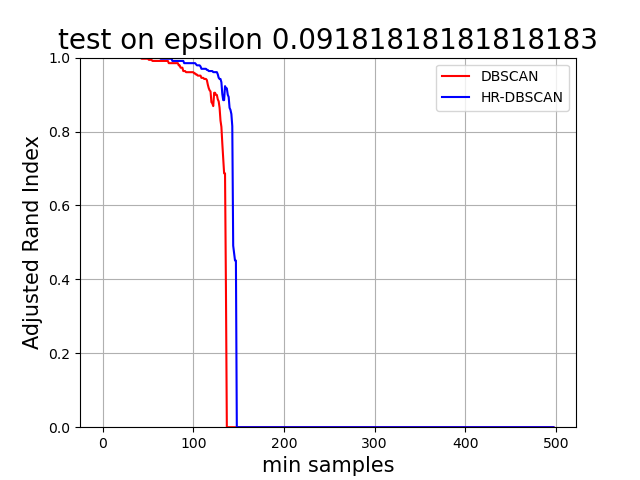 test on epsilon 0.09181818181818183
DBSCAN
HR-DBSCAN
Adjusted Rand Index
1.0
0.8
0.6
0.4
0.2
0.0
0 100 200 300 400 500
min samples